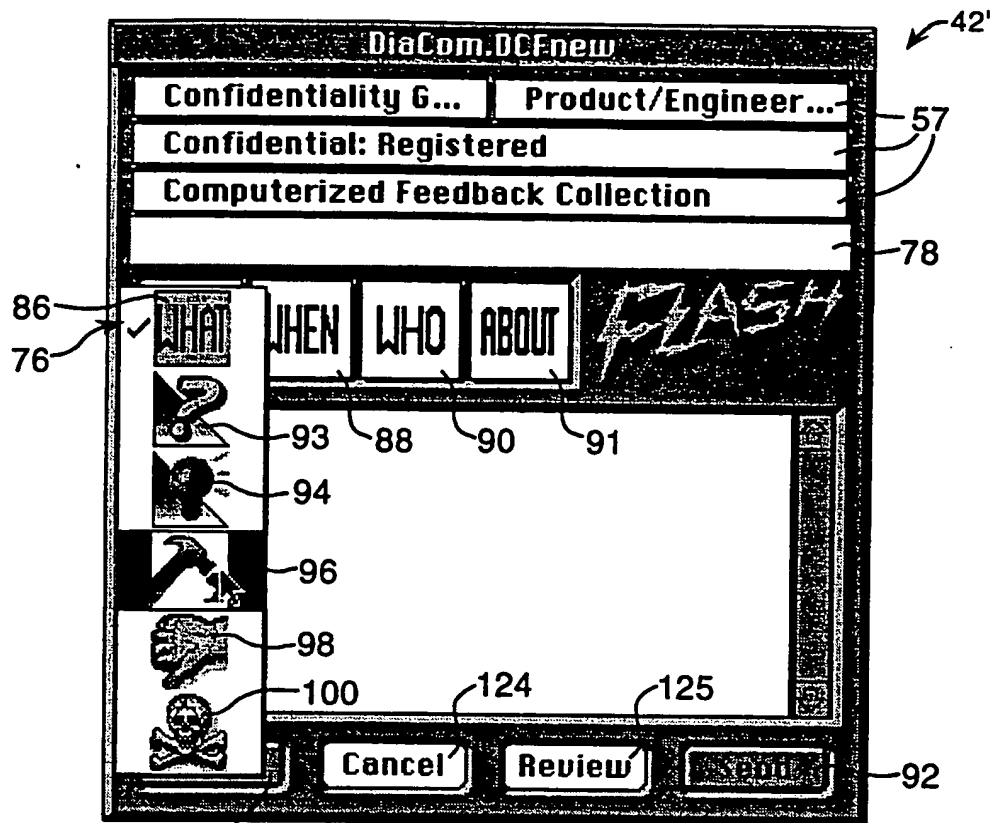 42'
DiaCom.DCFnew
Confidentiality G... Product/Engineer...
57
Confidential: Registered
Computerized Feedback Collection
78
86 WHAT WHEN WHO ABOUT FLASH
76
93 88 90 91
94
96
98
100 124 125
Cancel Review Send 92